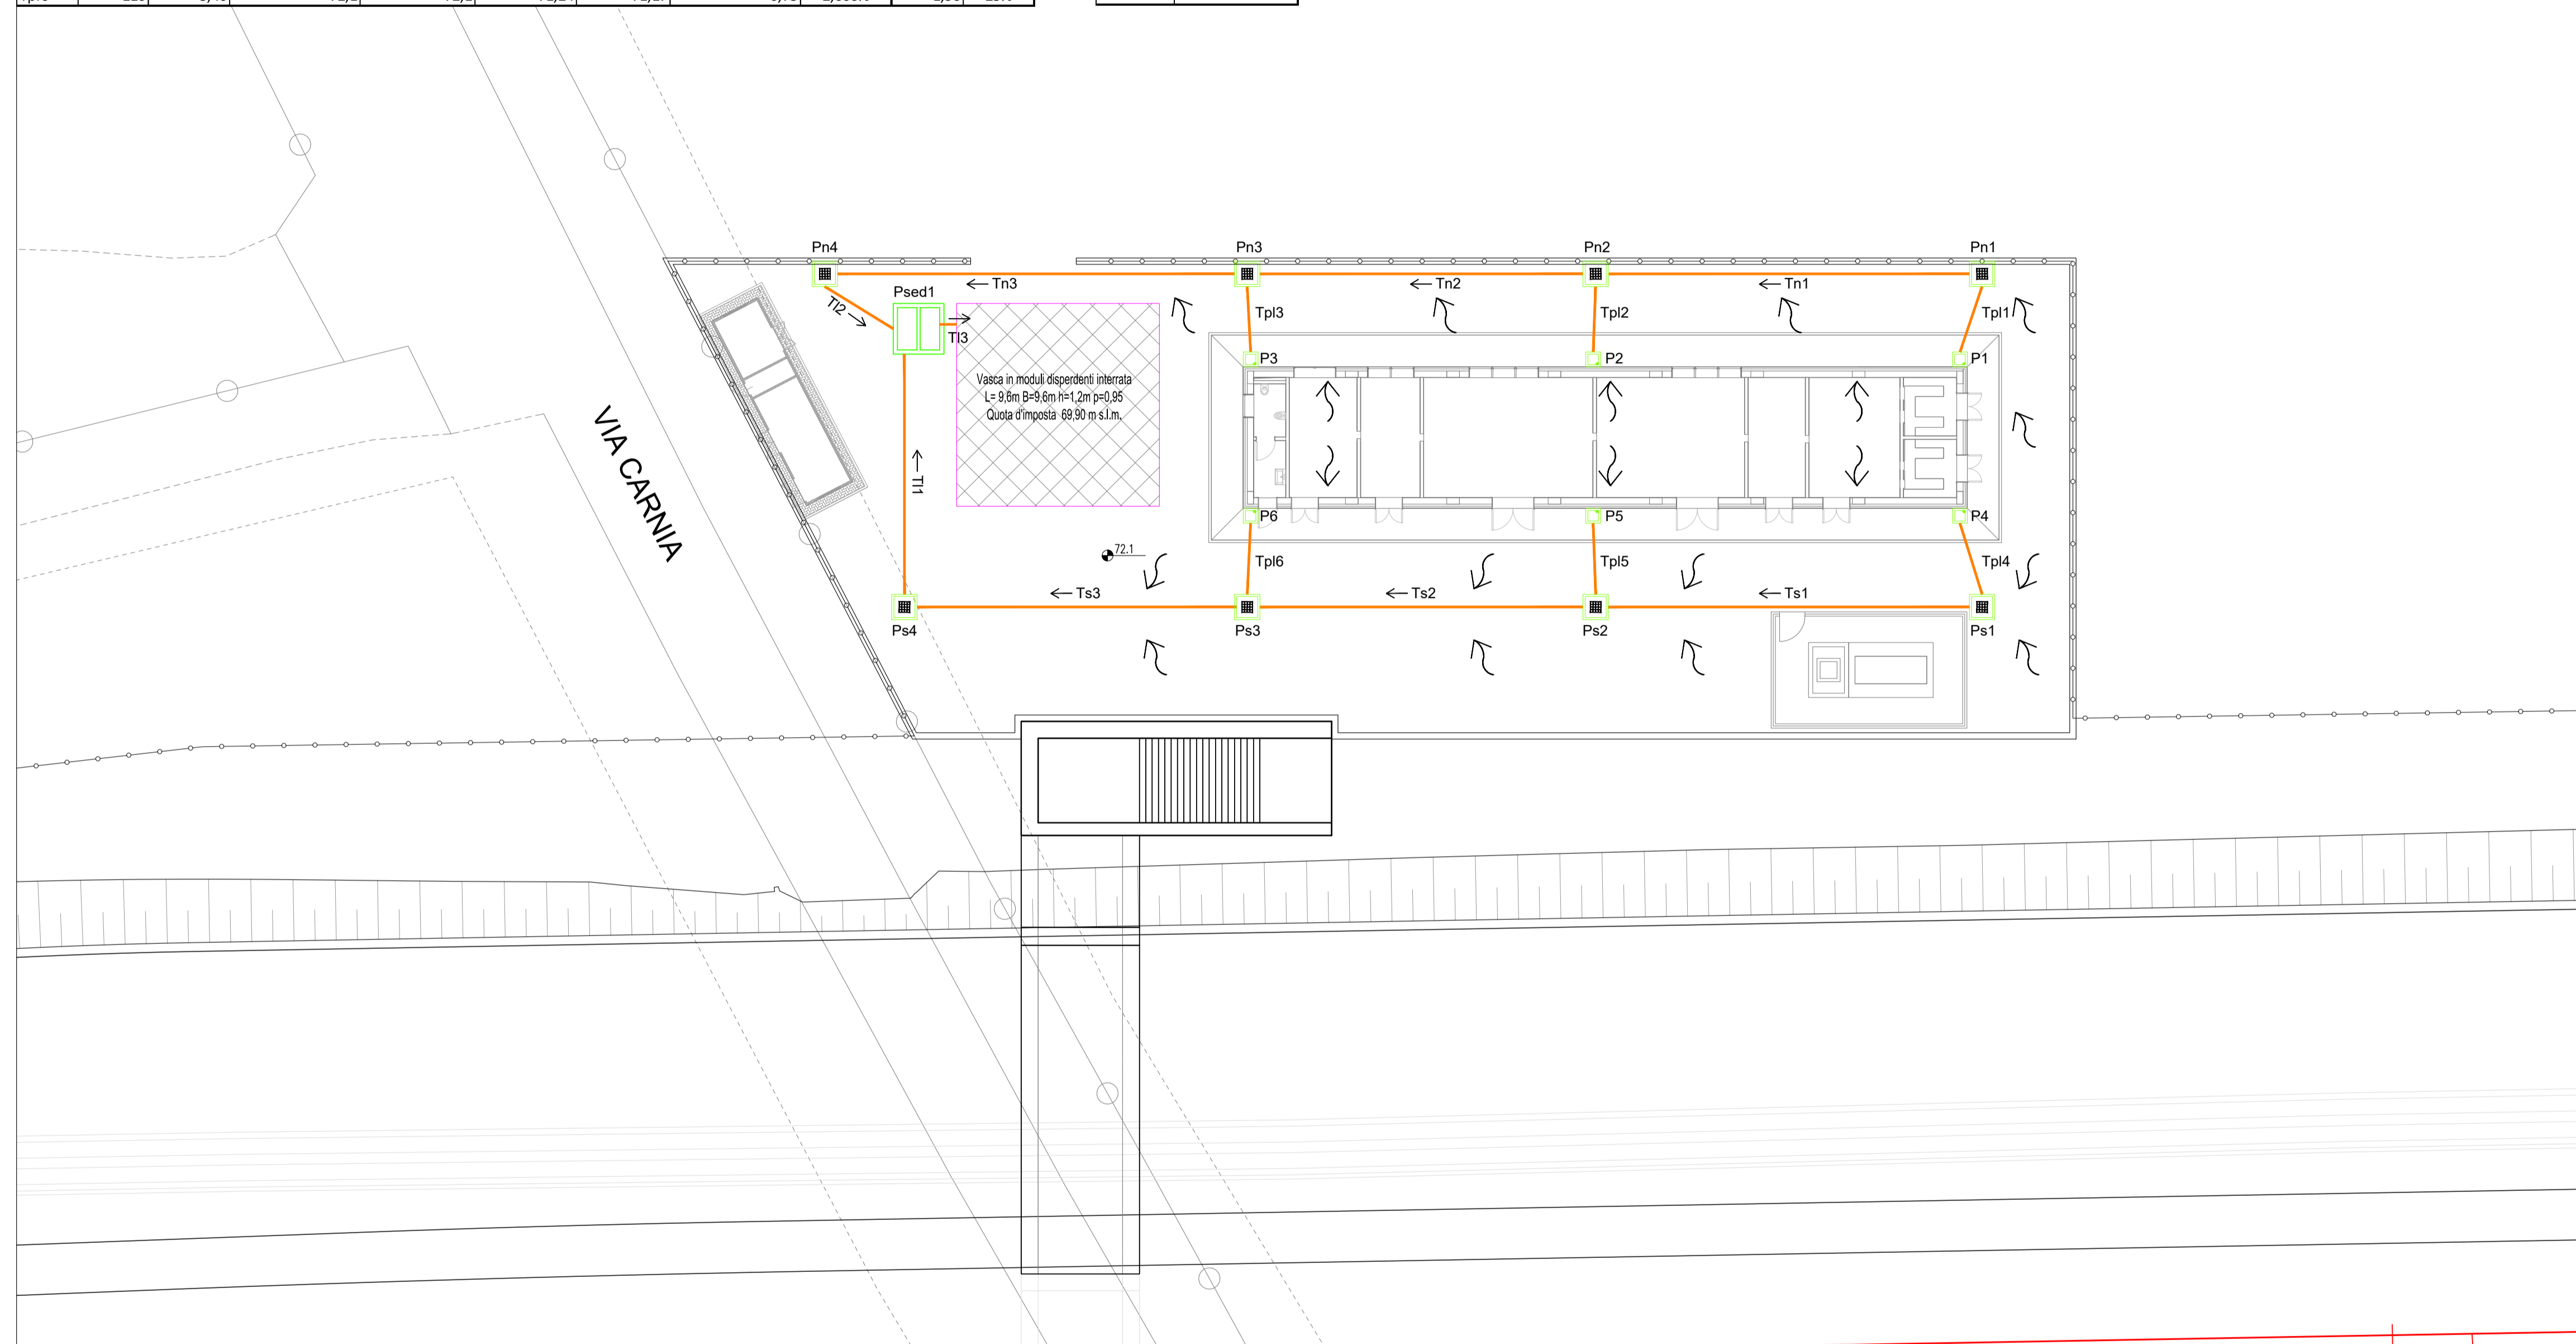 Pn4
Pn3
Pn2
Pn1
← Tn3
← Tn2
← Tn1
Psed1
Tl2 →
→
Tl3
Tpl3
Tpl2
Tpl1
P3
P2
P1
Vasca in moduli disperdenti interrata
L= 9,6m B=9,6m h=1,2m p=0,95
Quota d'imposta 69,90 m s.l.m.
VIA CARNIA
← Tl1
P6
P5
P4
72.1
Tpl6
Tpl5
Tpl4
← Ts3
← Ts2
← Ts1
Ps4
Ps3
Ps2
Ps1